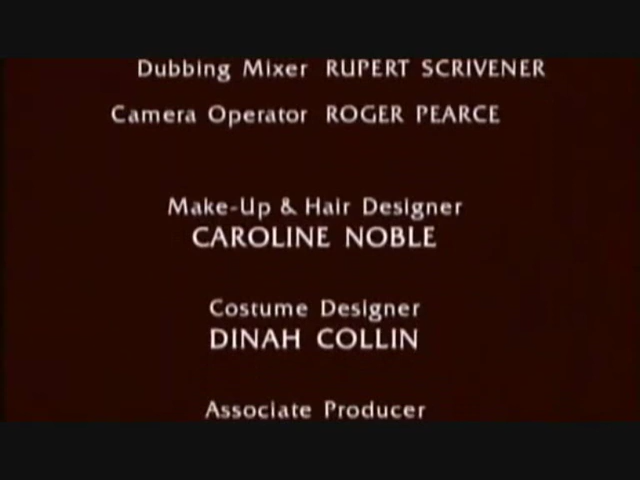 Dubbing Mixer RUPERT SCRIVENER
Camera Operator ROGER PEARCE
Make-Up & Hair Designer
CAROLINE NOBLE
Costume Designer
DINAH COLLIN
Associate Producer